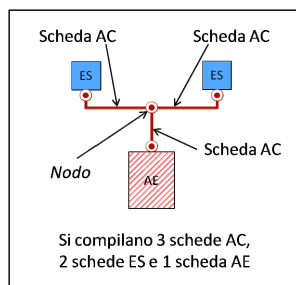 Scheda AC
Scheda AC
ES
ES
Scheda AC
Nodo
AE
Si compilano 3 schede AC,
2 schede ES e 1 scheda AE